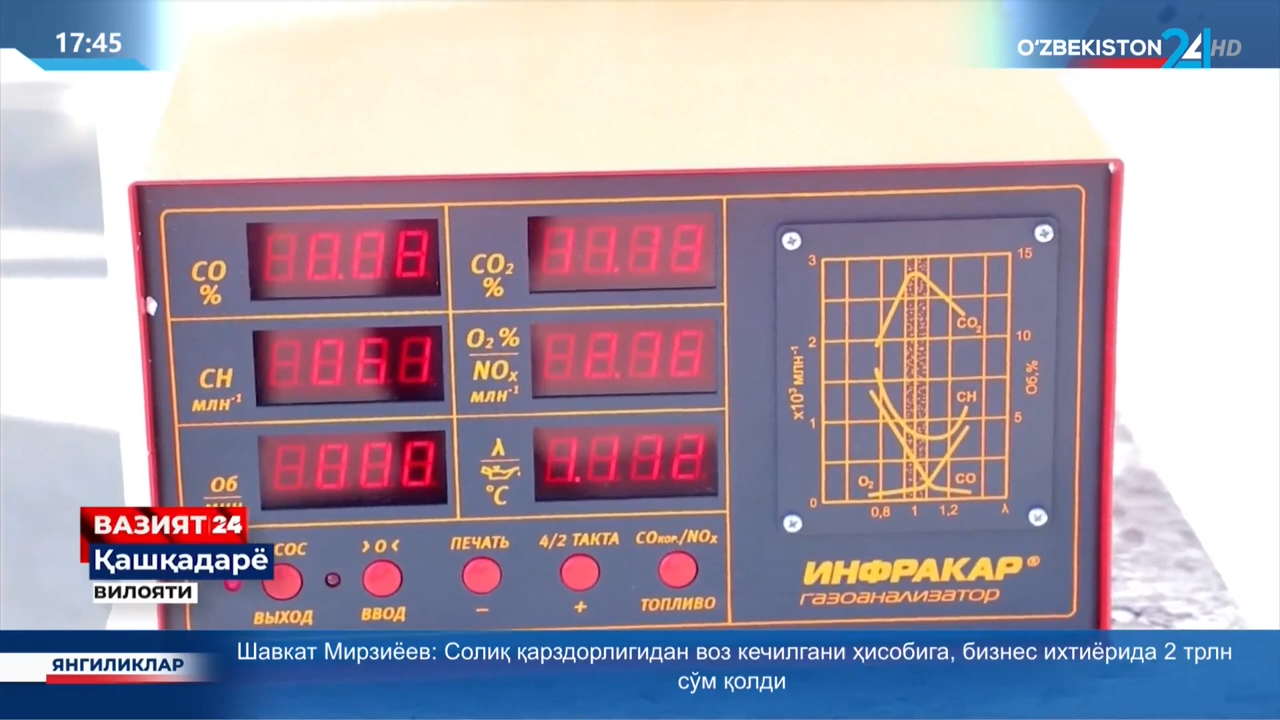 17:45
O‘ZBEKISTON 24 HD
CO
%
CO₂
%
CH
МЛН⁻¹
O₂ %
NOx
МЛН⁻¹
Об
λ
°C
3
2
1
0
x10³ млн⁻¹
15
10
5
Об,%
CO₂
CH
O₂
CO
0,8 1 1,2 λ
>O<
ПЕЧАТЬ
4/2 ТАКТА
COкор./NOx
ВЫХОД
ВВОД
−
+
ТОПЛИВО
ИНФРАКАР®
газоанализатор
ВАЗИЯТ 24
Қашқадарё
ВИЛОЯТИ
ЯНГИЛИКЛАР
Шавкат Мирзиёев: Солиқ қарздорлигидан воз кечилгани ҳисобига, бизнес ихтиёрида 2 трлн
сўм қолди